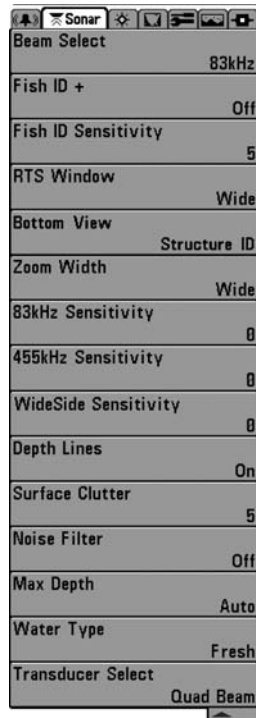 Sonar
Beam Select
83kHz
Fish ID +
Off
Fish ID Sensitivity
5
RTS Window
Wide
Bottom View
Structure ID
Zoom Width
Wide
83kHz Sensitivity
0
455kHz Sensitivity
0
WideSide Sensitivity
0
Depth Lines
On
Surface Clutter
5
Noise Filter
Off
Max Depth
Auto
Water Type
Fresh
Transducer Select
Quad Beam